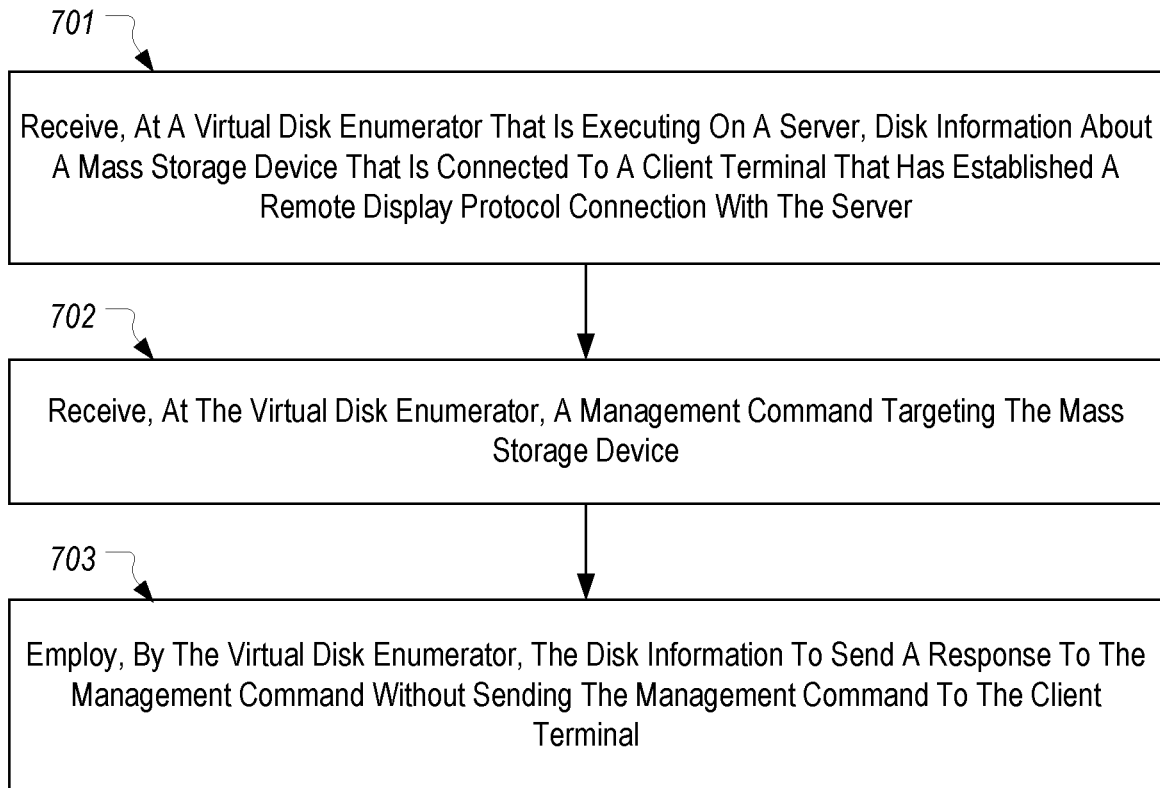 701
Receive, At A Virtual Disk Enumerator That Is Executing On A Server, Disk Information About
A Mass Storage Device That Is Connected To A Client Terminal That Has Established A
Remote Display Protocol Connection With The Server
702
Receive, At The Virtual Disk Enumerator, A Management Command Targeting The Mass
Storage Device
703
Employ, By The Virtual Disk Enumerator, The Disk Information To Send A Response To The
Management Command Without Sending The Management Command To The Client
Terminal